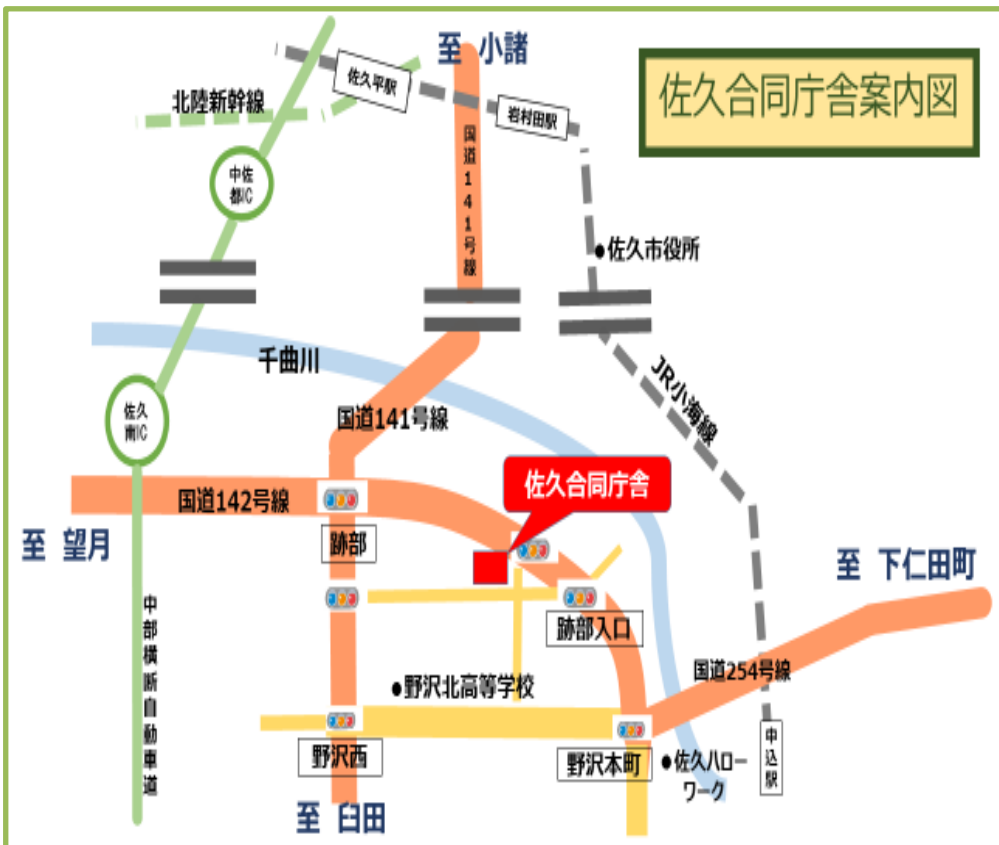 至 小諸
佐久合同庁舎案内図
佐久平駅
北陸新幹線
岩村田駅
国道141号線
中佐
都IC
佐久市役所
千曲川
JR小海線
佐久
南IC
国道141号線
佐久合同庁舎
国道142号線
跡部
至 望月
至 下仁田町
中部横断自動車道
跡部入口
国道254号線
野沢北高等学校
野沢西
野沢本町
佐久ハロー
ワーク
中込駅
至 臼田